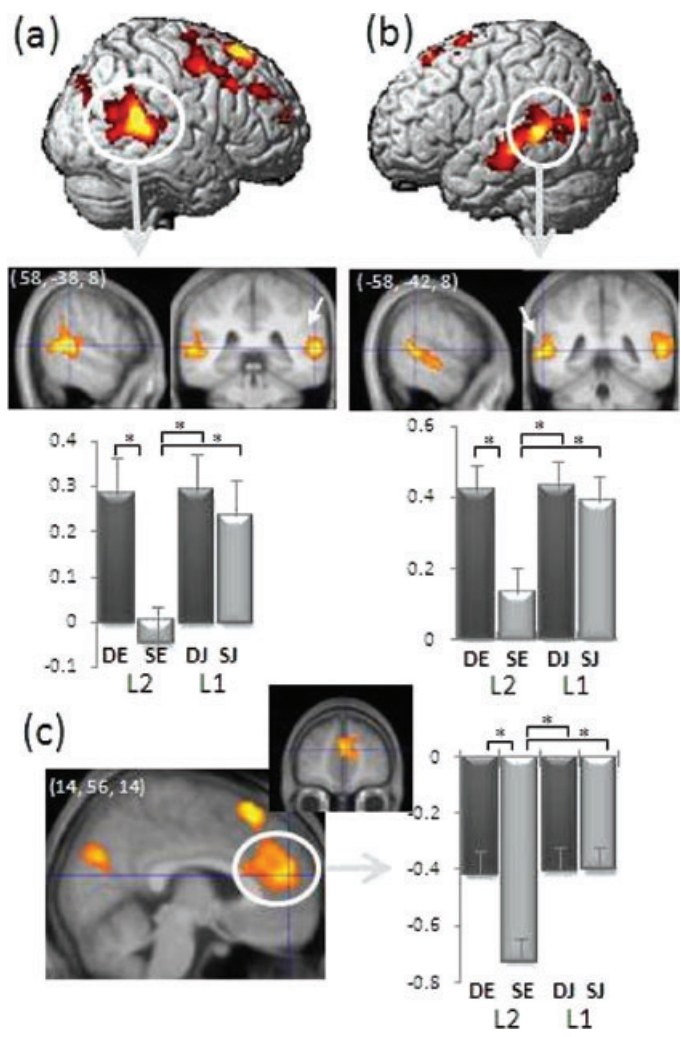 (a)
(b)
(58, -38, 8)
(-58, -42, 8)
*
*
*
0.4
0.3
0.2
0.1
0
-0.1
DE SE DJ SJ
L2 L1
*
*
*
0.6
0.4
0.2
0
DE SE DJ SJ
L2 L1
(c)
(14, 56, 14)
*
*
*
0
-0.2
-0.4
-0.6
-0.8
DE SE DJ SJ
L2 L1